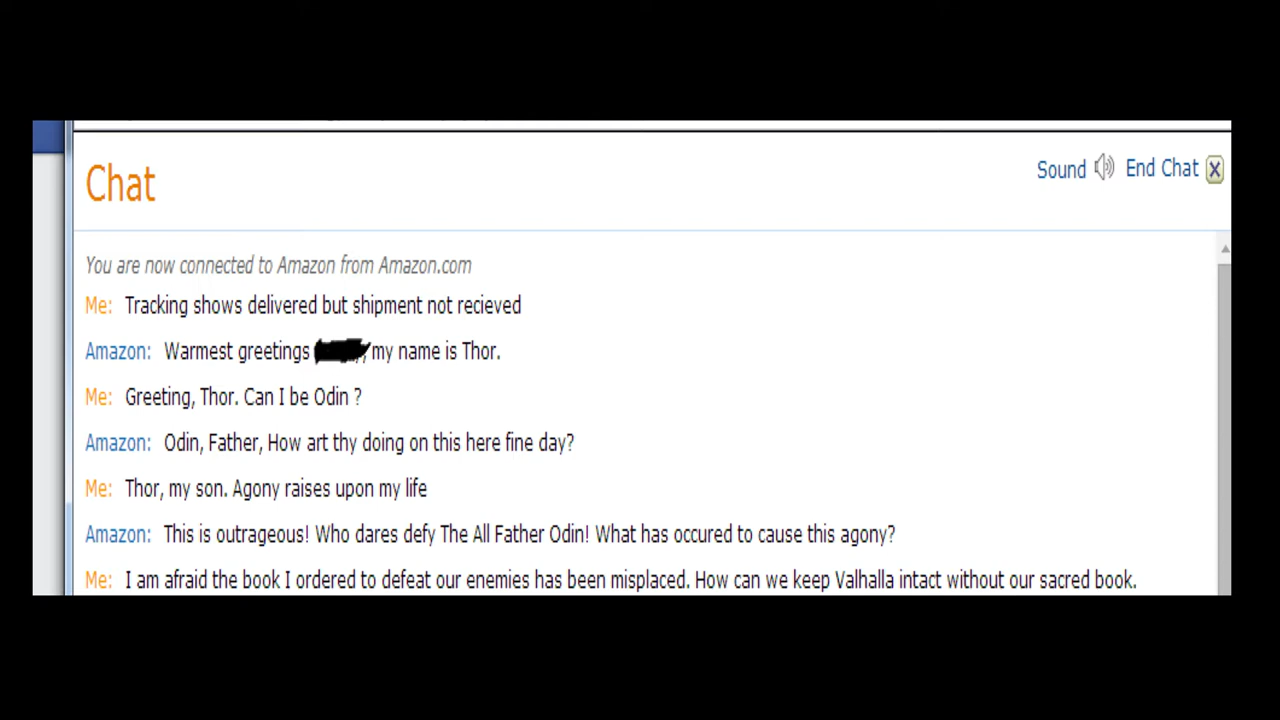 Chat
Sound End Chat
You are now connected to Amazon from Amazon.com
Me: Tracking shows delivered but shipment not recieved
Amazon: Warmest greetings , my name is Thor.
Me: Greeting, Thor. Can I be Odin ?
Amazon: Odin, Father, How art thy doing on this here fine day?
Me: Thor, my son. Agony raises upon my life
Amazon: This is outrageous! Who dares defy The All Father Odin! What has occured to cause this agony?
Me: I am afraid the book I ordered to defeat our enemies has been misplaced. How can we keep Valhalla intact without our sacred book.